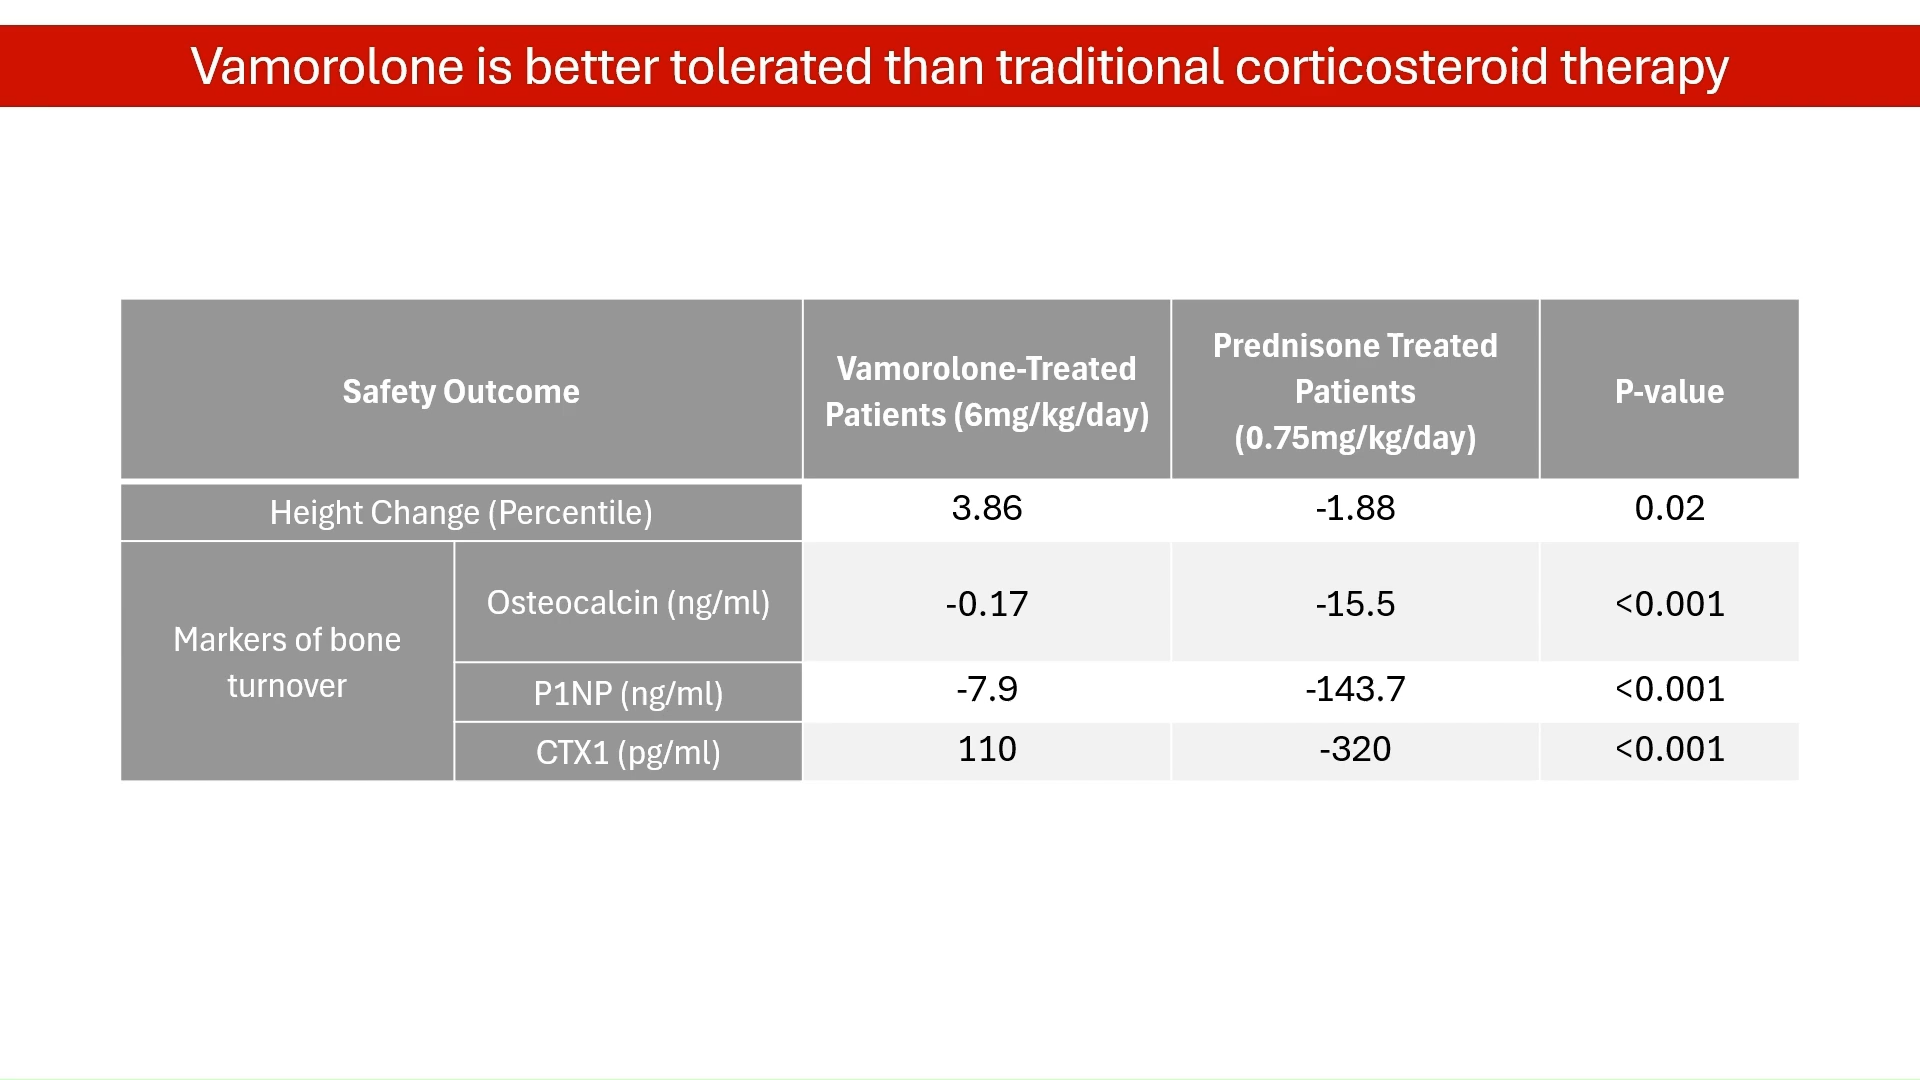 Vamorolone is better tolerated than traditional corticosteroid therapy
Safety Outcome
Vamorolone-Treated
Patients (6mg/kg/day)
Prednisone Treated
Patients
(0.75mg/kg/day)
P-value
Height Change (Percentile)
3.86
-1.88
0.02
Markers of bone
turnover
Osteocalcin (ng/ml)
-0.17
-15.5
<0.001
P1NP (ng/ml)
-7.9
-143.7
<0.001
CTX1 (pg/ml)
110
-320
<0.001